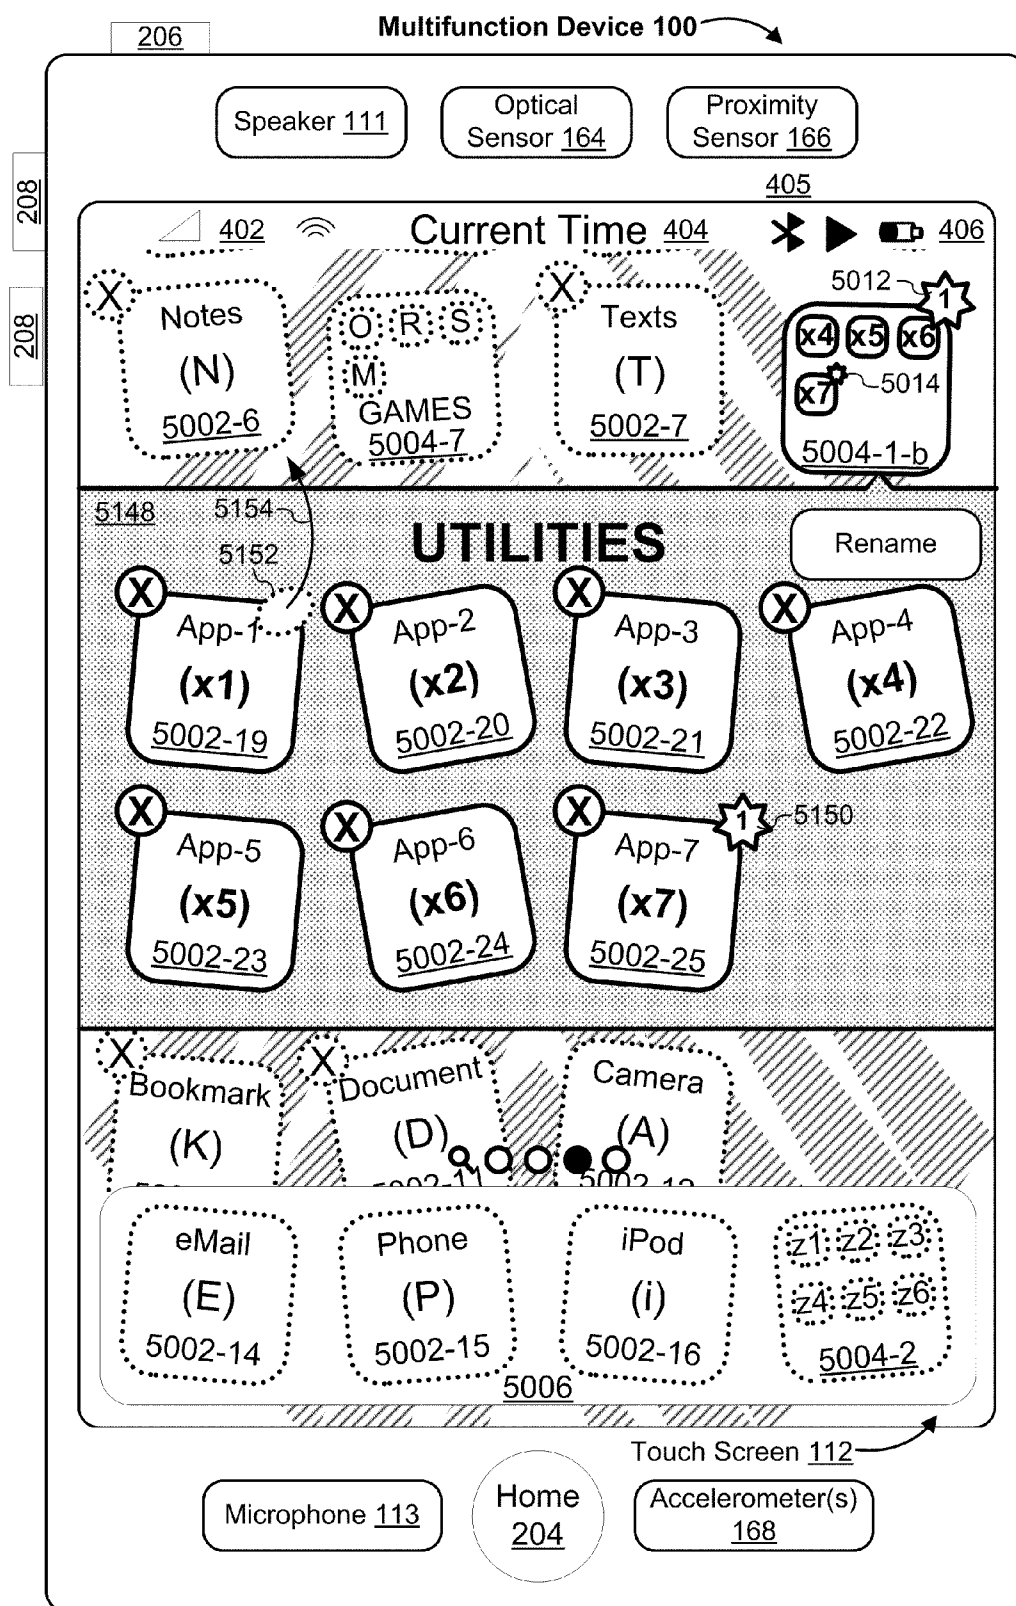 Multifunction Device 100
206
Speaker 111
Optical
Sensor 164
Proximity
Sensor 166
208
208
405
402
Current Time 404
406
5012
1
X
Notes
(N)
5002-6
O R S
M
GAMES
5004-7
X
Texts
(T)
5002-7
x4 x5 x6
x7
5014
5004-1-b
5148
5154
5152
UTILITIES
Rename
X
App-1
(x1)
5002-19
X
App-2
(x2)
5002-20
X
App-3
(x3)
5002-21
X
App-4
(x4)
5002-22
X
App-5
(x5)
5002-23
X
App-6
(x6)
5002-24
X
App-7
(x7)
5002-25
1
5150
X
Bookmark
(K)
X
Document
(D)
5002-11
Camera
(A)
5002-12
eMail
(E)
5002-14
Phone
(P)
5002-15
iPod
(i)
5002-16
z1 z2 z3
z4 z5 z6
5004-2
5006
Touch Screen 112
Microphone 113
Home
204
Accelerometer(s)
168